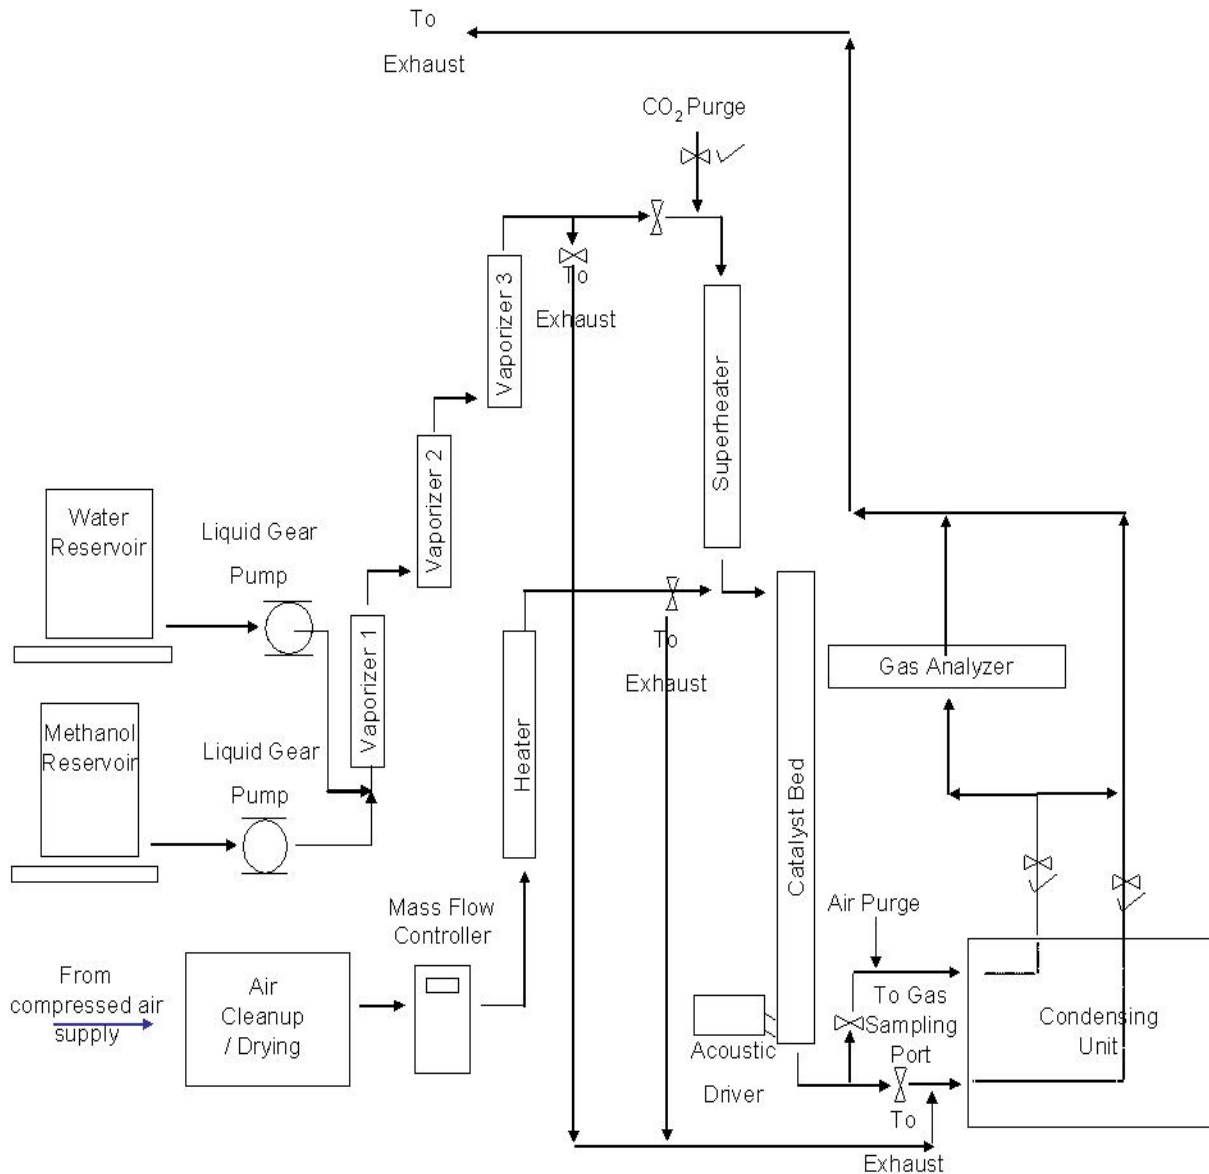 To
Exhaust
CO2 Purge
Vaporizer 3
To
Exhaust
Superheater
Vaporizer 2
Water
Reservoir
Liquid Gear
Pump
Vaporizer 1
To
Exhaust
Gas Analyzer
Methanol
Reservoir
Liquid Gear
Pump
Heater
Catalyst Bed
Mass Flow
Controller
Air Purge
From
compressed air
supply
Air
Cleanup
/ Drying
To Gas
Sampling
Port
Condensing
Unit
Acoustic
Driver
To
Exhaust